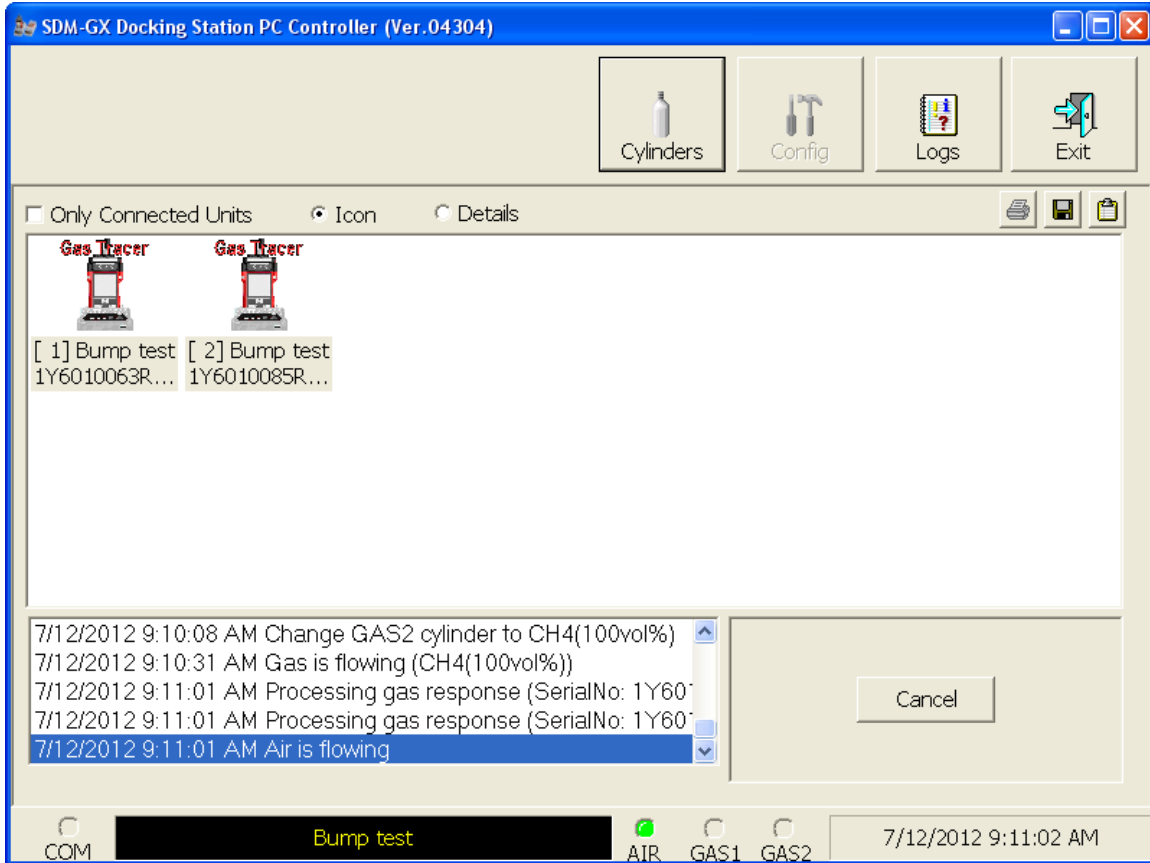 SDM-GX Docking Station PC Controller (Ver.04304)
Cylinders
Config
Logs
Exit
Only Connected Units
Icon
Details
Gas Tracer
Gas Tracer
[ 1] Bump test
1Y6010063R...
[ 2] Bump test
1Y6010085R...
7/12/2012 9:10:08 AM Change GAS2 cylinder to CH4(100vol%)
7/12/2012 9:10:31 AM Gas is flowing (CH4(100vol%))
7/12/2012 9:11:01 AM Processing gas response (SerialNo: 1Y60
7/12/2012 9:11:01 AM Processing gas response (SerialNo: 1Y60
7/12/2012 9:11:01 AM Air is flowing
Cancel
COM
Bump test
AIR
GAS1
GAS2
7/12/2012 9:11:02 AM